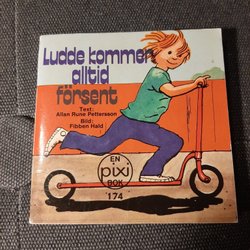 Ludde kommer
alltid
försent
Text:
Allan Rune Pettersson
Bild:
Fibben Hald
EN
pixi
BOK
174